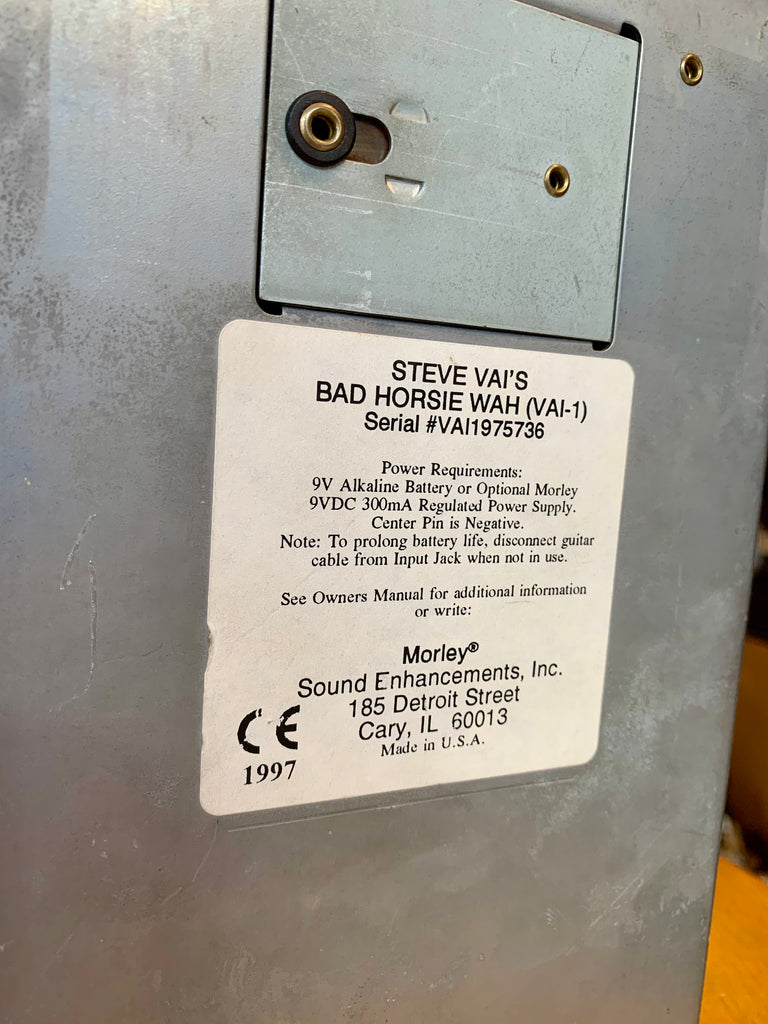 STEVE VAI'S
BAD HORSIE WAH (VAI-1)
Serial #VAI1975736
Power Requirements:
9V Alkaline Battery or Optional Morley
9VDC 300mA Regulated Power Supply.
Center Pin is Negative.
Note: To prolong battery life, disconnect guitar
cable from Input Jack when not in use.
See Owners Manual for additional information
or write:
Morley®
Sound Enhancements, Inc.
185 Detroit Street
Cary, IL 60013
Made in U.S.A.
CE
1997